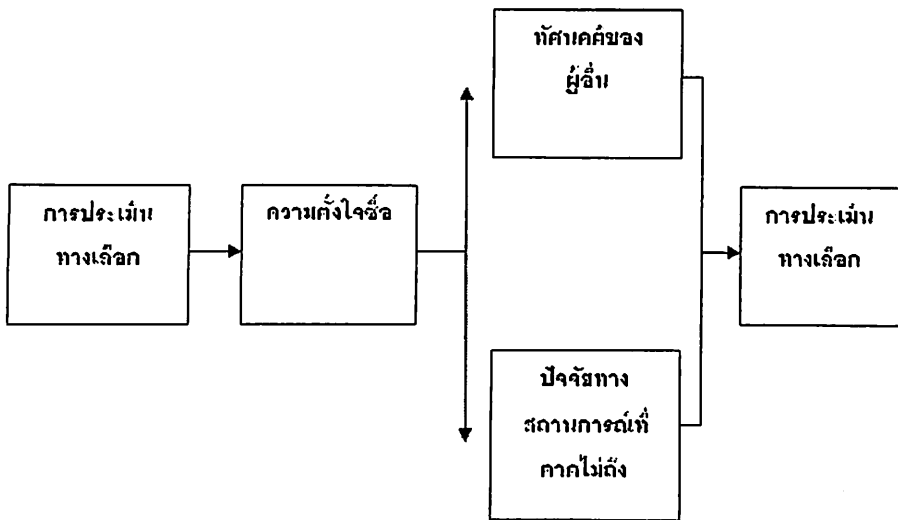 การประเมิน
ทางเลือก
ความตั้งใจซื้อ
ทัศนคติของ
ผู้อื่น
ปัจจัยทาง
สถานการณ์ที่
คาดไม่ถึง
การประเมิน
ทางเลือก